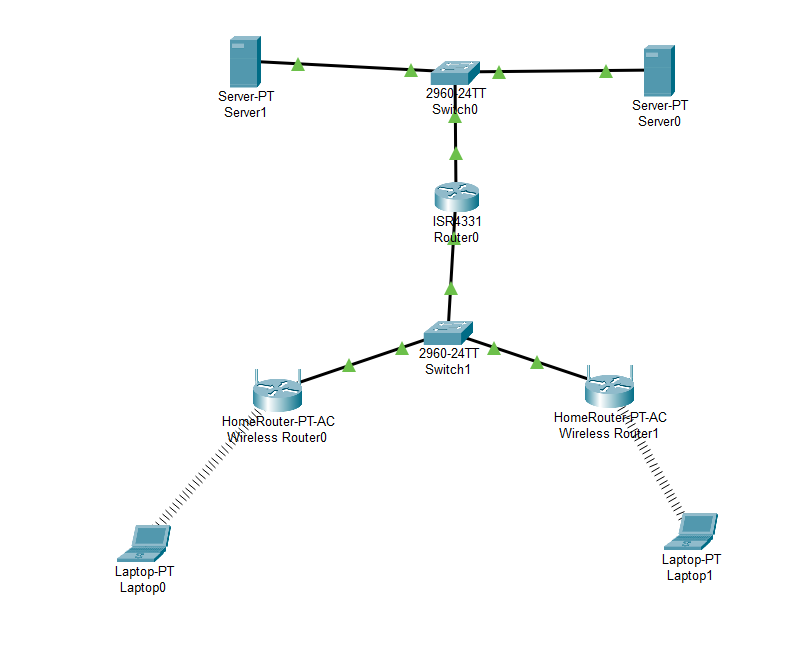 Server-PT
Server1
2960-24TT
Switch0
Server-PT
Server0
ISR4331
Router0
2960-24TT
Switch1
HomeRouter-PT-AC
Wireless Router0
HomeRouter-PT-AC
Wireless Router1
Laptop-PT
Laptop0
Laptop-PT
Laptop1